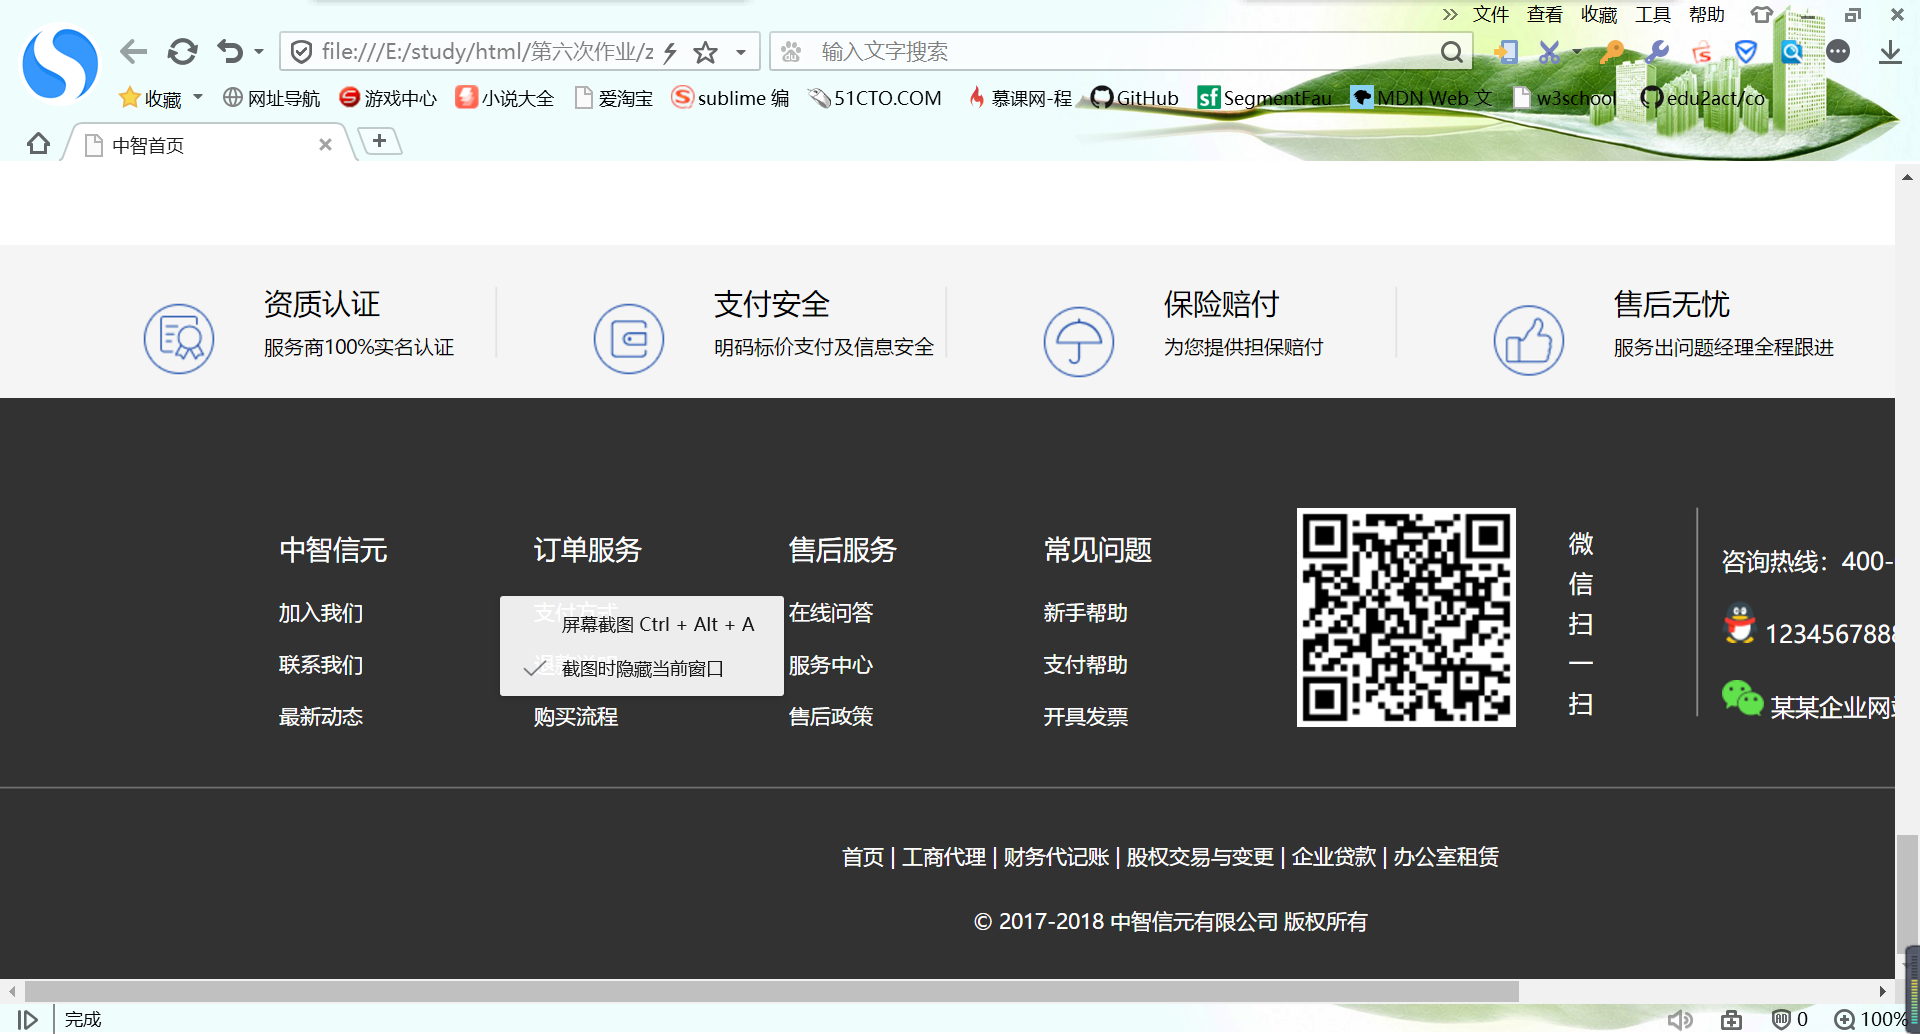 文件 查看 收藏 工具 帮助
file:///E:/study/html/第六次作业/z
输入文字搜索
收藏 网址导航 游戏中心 小说大全 爱淘宝 sublime 编 51CTO.COM 慕课网-程 GitHub SegmentFau MDN Web 文 w3school edu2act/co
中智首页
资质认证
服务商100%实名认证
支付安全
明码标价支付及信息安全
保险赔付
为您提供担保赔付
售后无忧
服务出问题经理全程跟进
中智信元
加入我们
联系我们
最新动态
订单服务
支付方式
屏幕截图 Ctrl + Alt + A
截图时隐藏当前窗口
购买流程
售后服务
在线问答
服务中心
售后政策
常见问题
新手帮助
支付帮助
开具发票
微
信
扫
一
扫
咨询热线：400-
123456788
某某企业网
首页 | 工商代理 | 财务代记账 | 股权交易与变更 | 企业贷款 | 办公室租赁
© 2017-2018 中智信元有限公司 版权所有
完成
0
100%